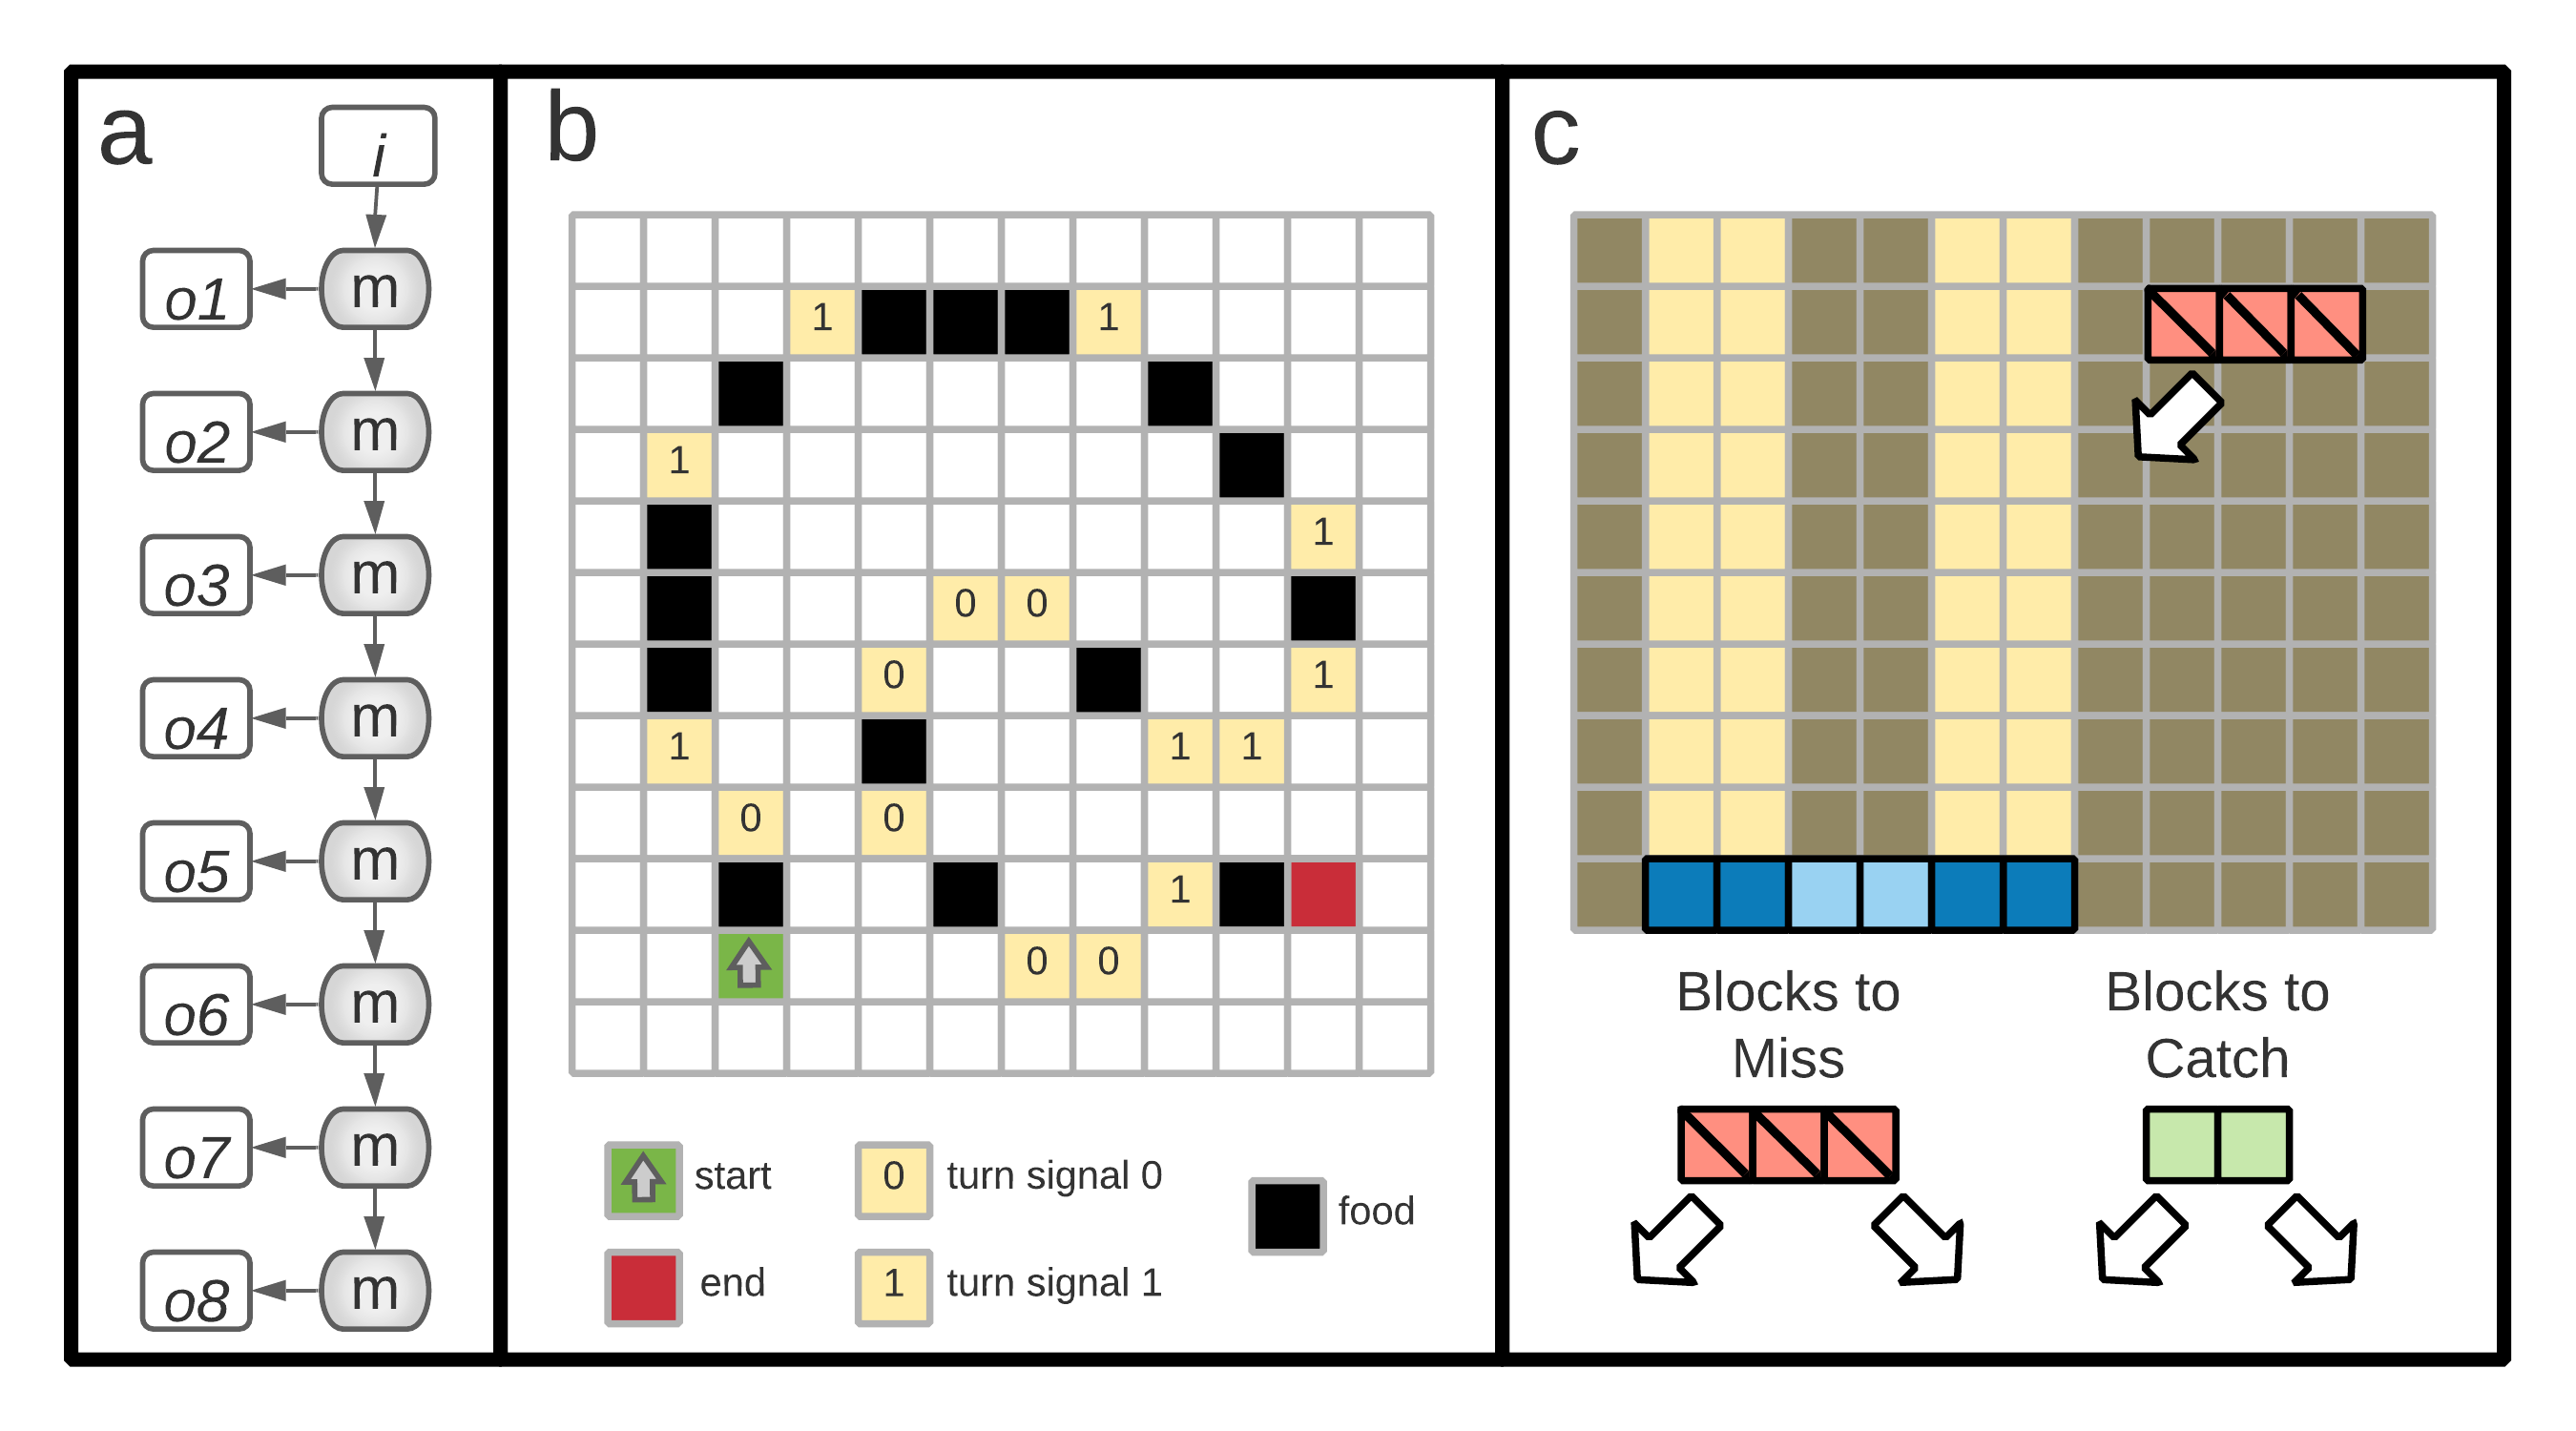 a
i
m
o1
m
o2
m
o3
m
o4
m
o5
m
o6
m
o7
m
o8
b
1 1
1
1
0 0
0 1
1 1 1
0 0
1
0 0
start
0 turn signal 0
food
end
1 turn signal 1
c
Blocks to
Miss
Blocks to
Catch